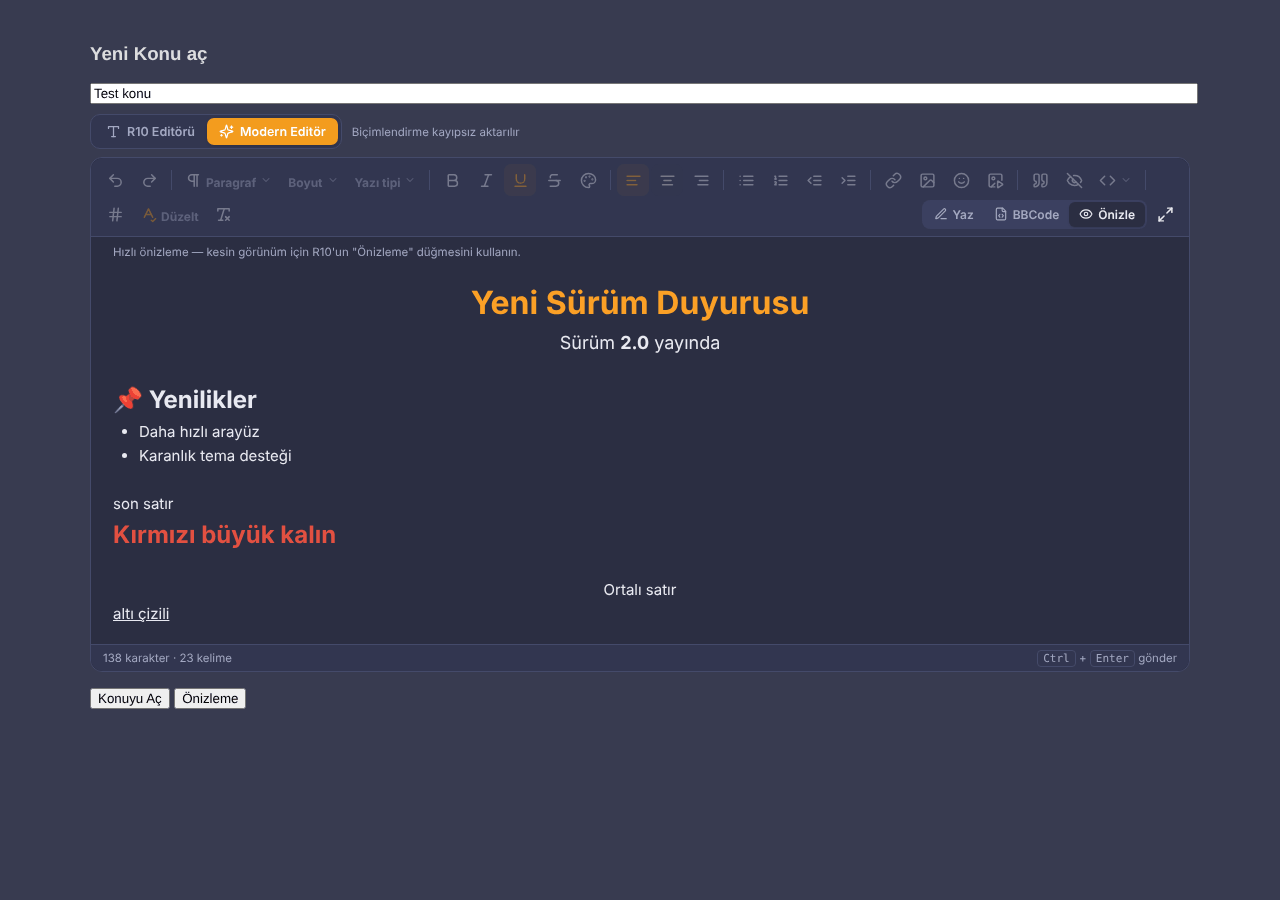 Yeni Konu aç
Test konu
R10 Editörü Modern Editör Biçimlendirme kayıpsız aktarılır
Paragraf Boyut Yazı tipi
Düzelt Yaz BBCode Önizle
Hızlı önizleme — kesin görünüm için R10'un "Önizleme" düğmesini kullanın.
Yeni Sürüm Duyurusu
Sürüm 2.0 yayında
📌 Yenilikler
• Daha hızlı arayüz
• Karanlık tema desteği
son satır
Kırmızı büyük kalın
Ortalı satır
altı çizili
138 karakter · 23 kelime Ctrl + Enter gönder
Konuyu Aç Önizleme